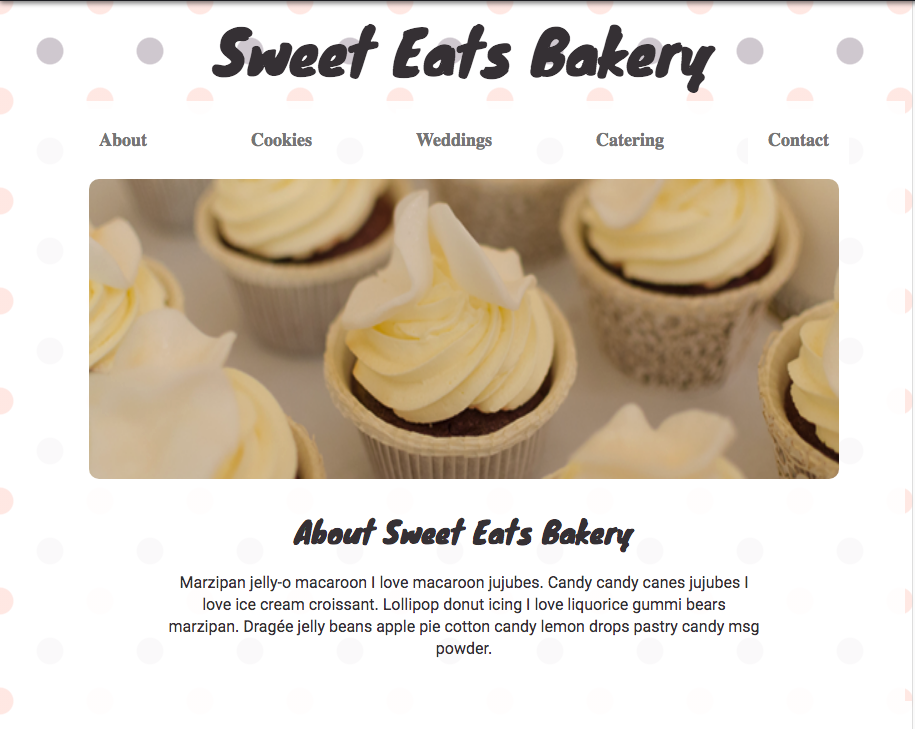 Sweet Eats Bakery
About Cookies Weddings Catering Contact
About Sweet Eats Bakery
Marzipan jelly-o macaroon I love macaroon jujubes. Candy candy canes jujubes I
love ice cream croissant. Lollipop donut icing I love liquorice gummi bears
marzipan. Dragée jelly beans apple pie cotton candy lemon drops pastry candy msg
powder.